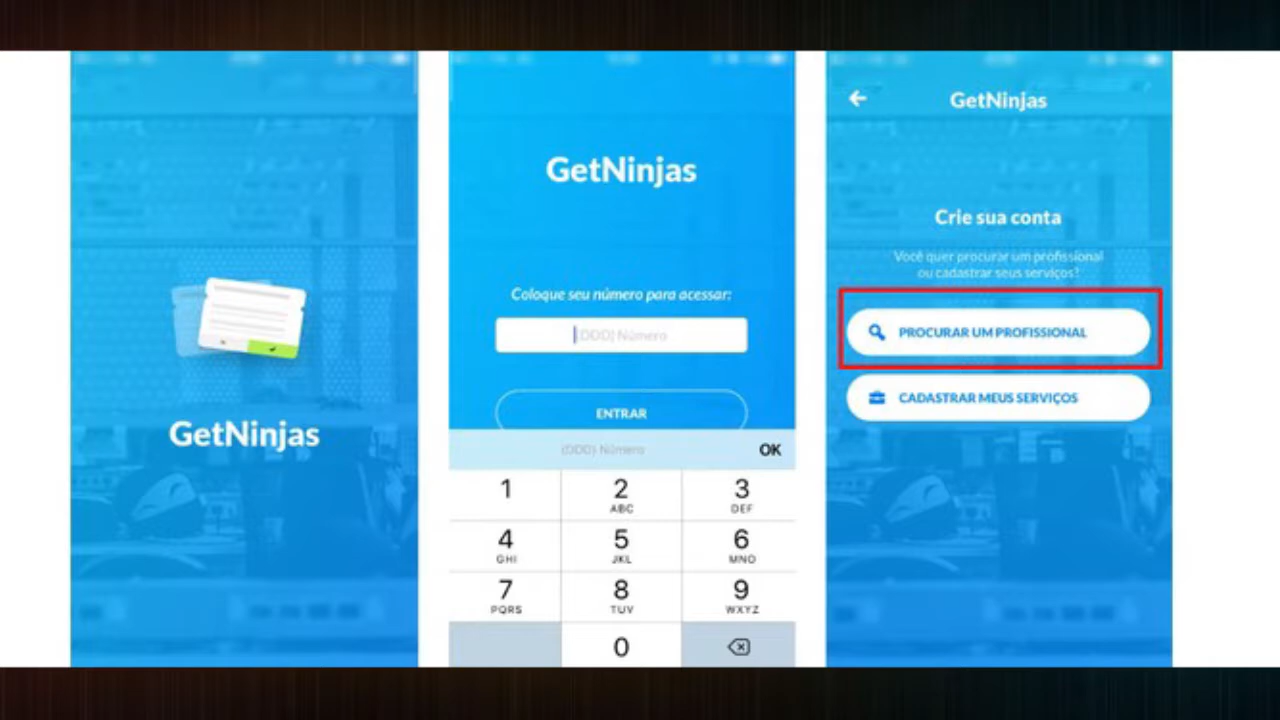 GetNinjas
GetNinjas
Coloque seu número para acessar:
(DDD) Número
ENTRAR
(DDD) Número
OK
1
2
ABC
3
DEF
4
GHI
5
JKL
6
MNO
7
PQRS
8
TUV
9
WXYZ
0
GetNinjas
Crie sua conta
Você quer procurar um profissional
ou cadastrar seus serviços?
PROCURAR UM PROFISSIONAL
CADASTRAR MEUS SERVIÇOS